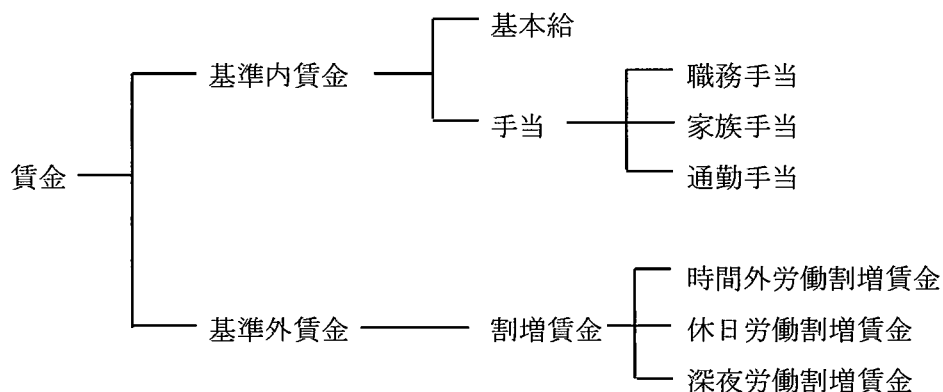 基本給
基準内賃金
職務手当
手当
家族手当
通勤手当
賃金
時間外労働割増賃金
基準外賃金
割増賃金
休日労働割増賃金
深夜労働割増賃金